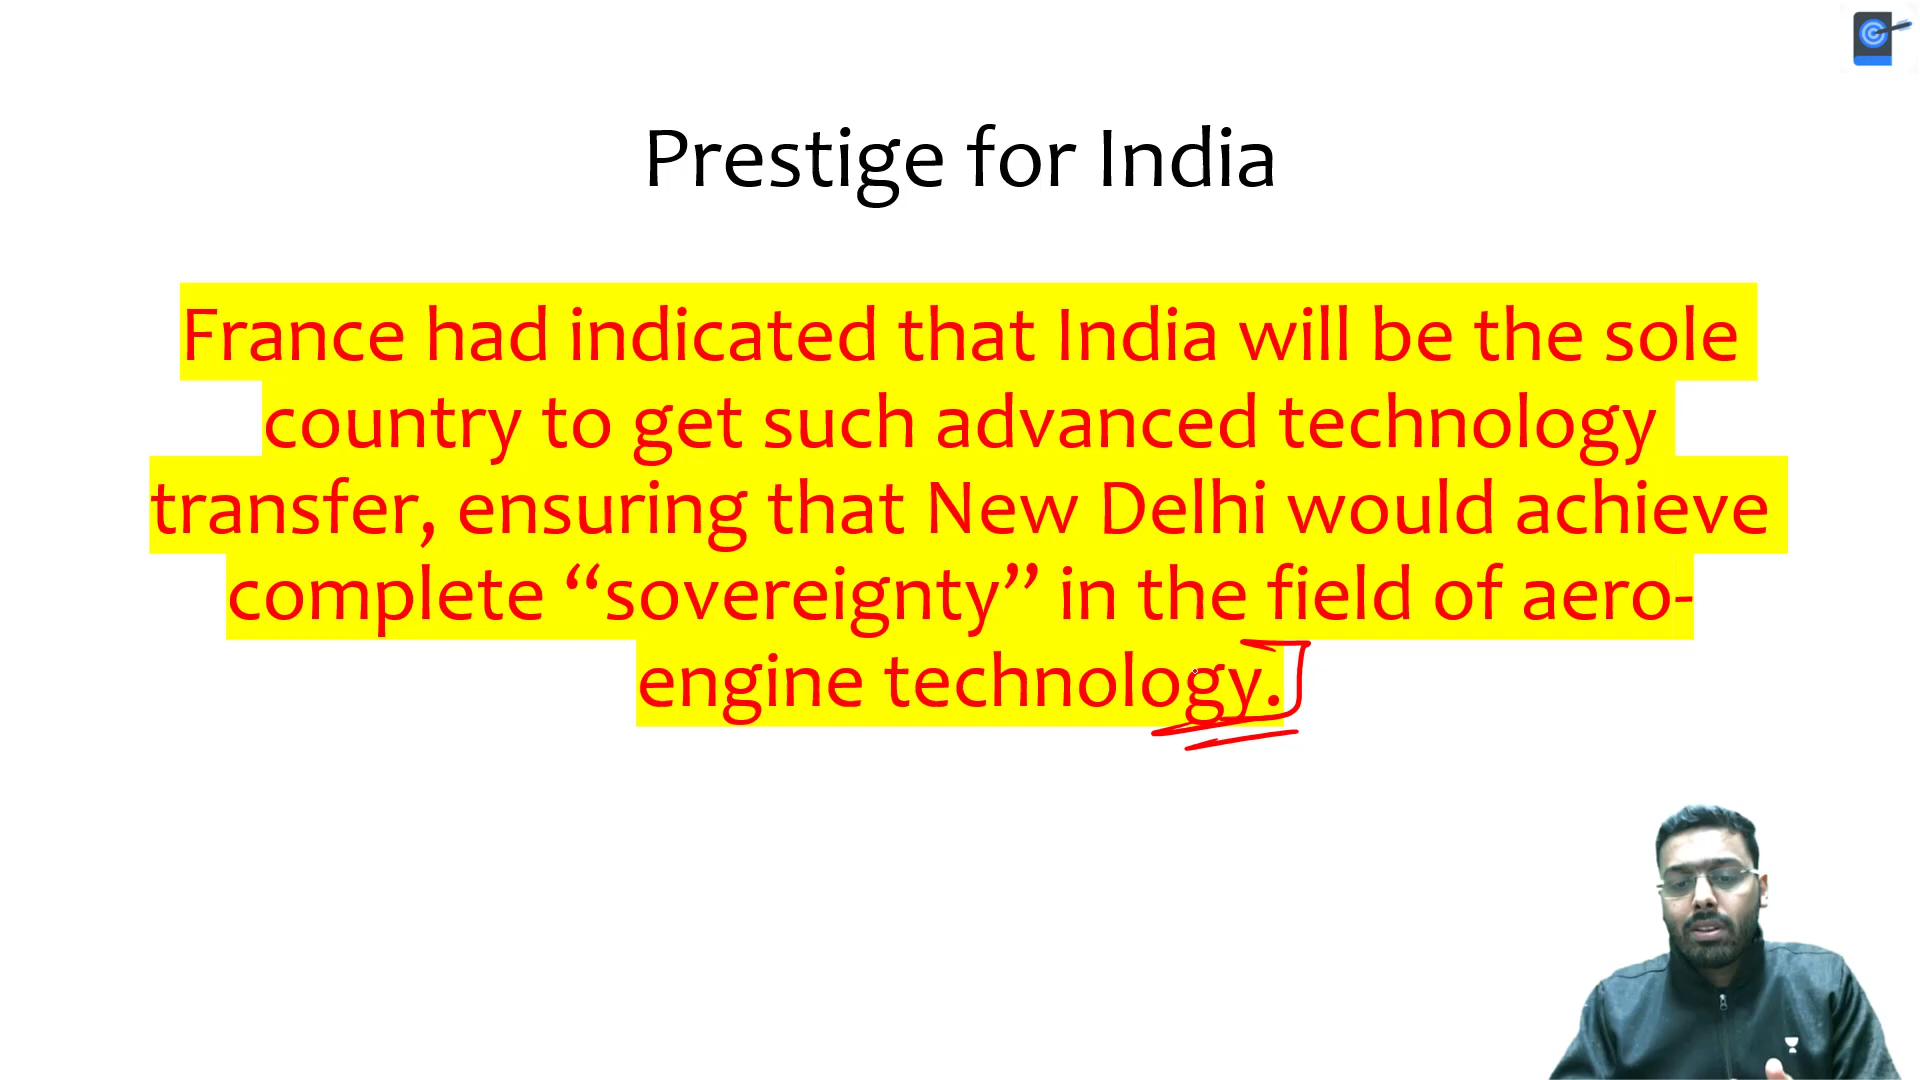 Prestige for India
France had indicated that India will be the sole
country to get such advanced technology
transfer, ensuring that New Delhi would achieve
complete “sovereignty” in the field of aero-
engine technology.